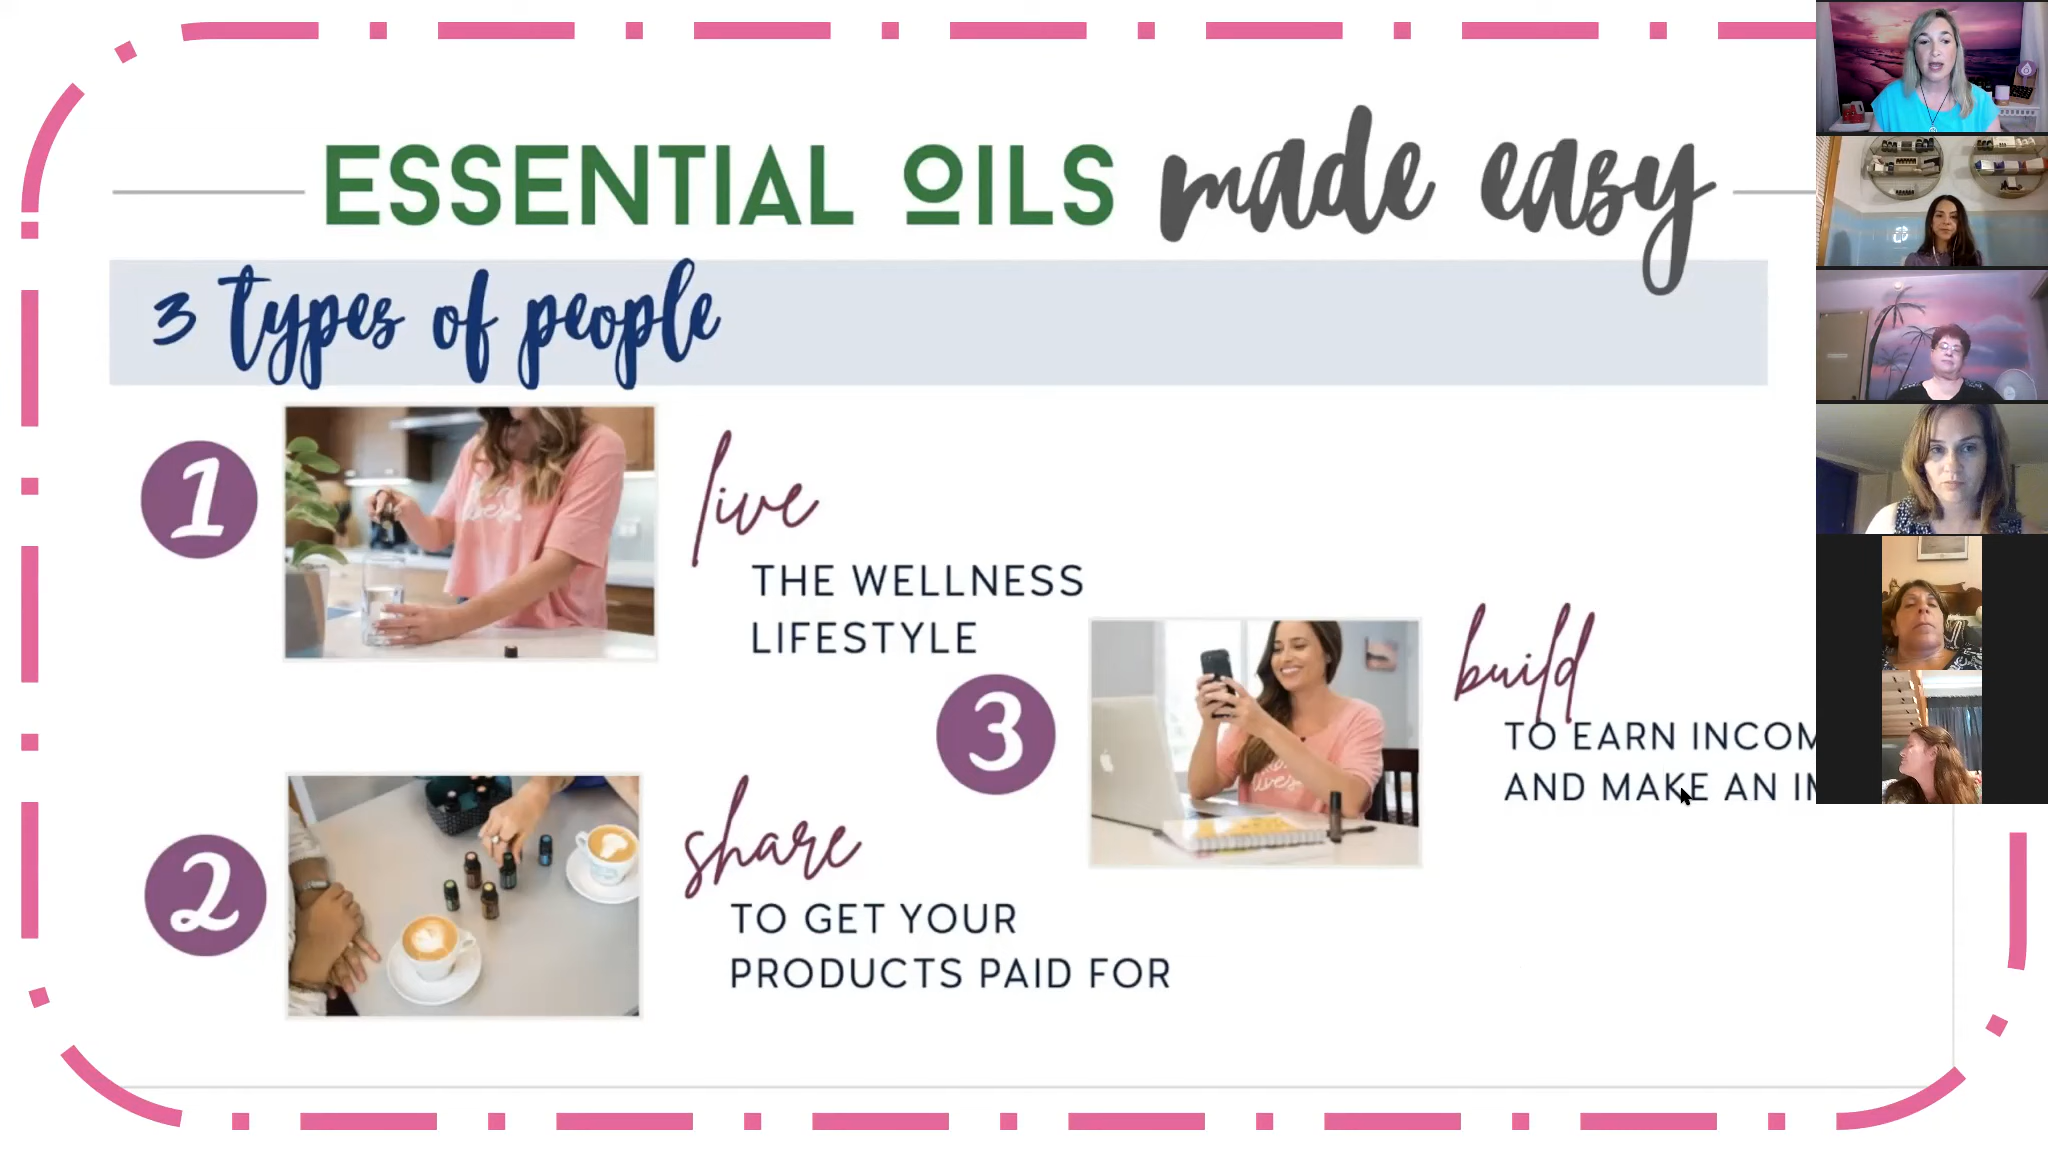 ESSENTIAL OILS made easy
3 types of people
1
live
THE WELLNESS
LIFESTYLE
2
share
TO GET YOUR
PRODUCTS PAID FOR
3
build
TO EARN INCOM
AND MAKE AN IM